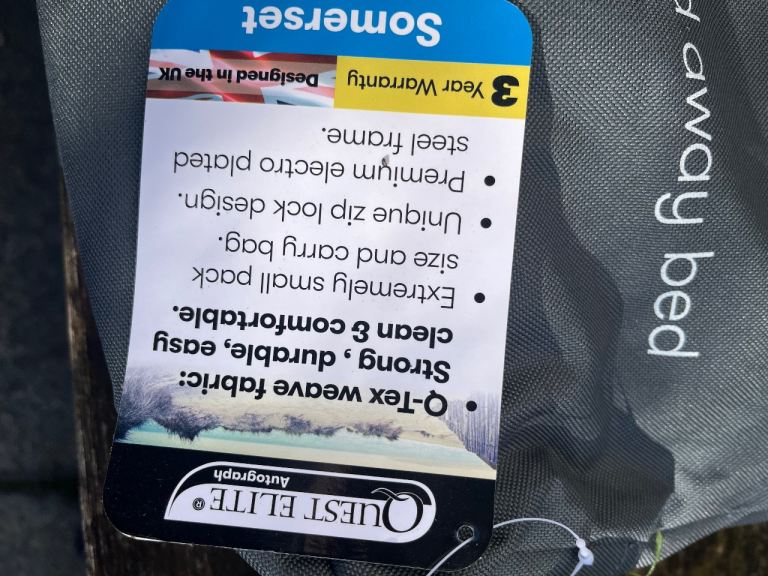 QUEST ELITE®
Autograph
• Q-Tex weave fabric:
Strong , durable, easy
clean & comfortable.
• Extremely small pack
size and carry bag.
• Unique zip lock design.
• Premium electro plated
steel frame.
3 Year Warranty
Designed in the UK
Somerset
away bed